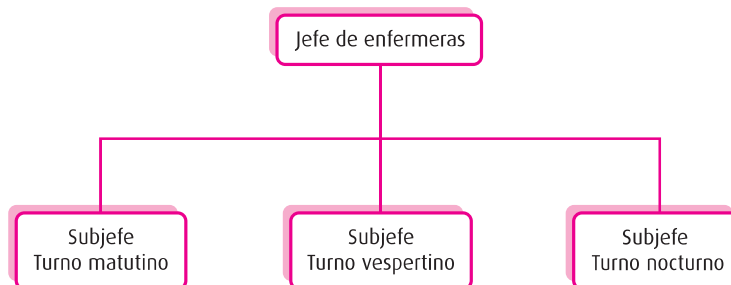 Jefe de enfermeras
Subjefe
Turno matutino
Subjefe
Turno vespertino
Subjefe
Turno nocturno